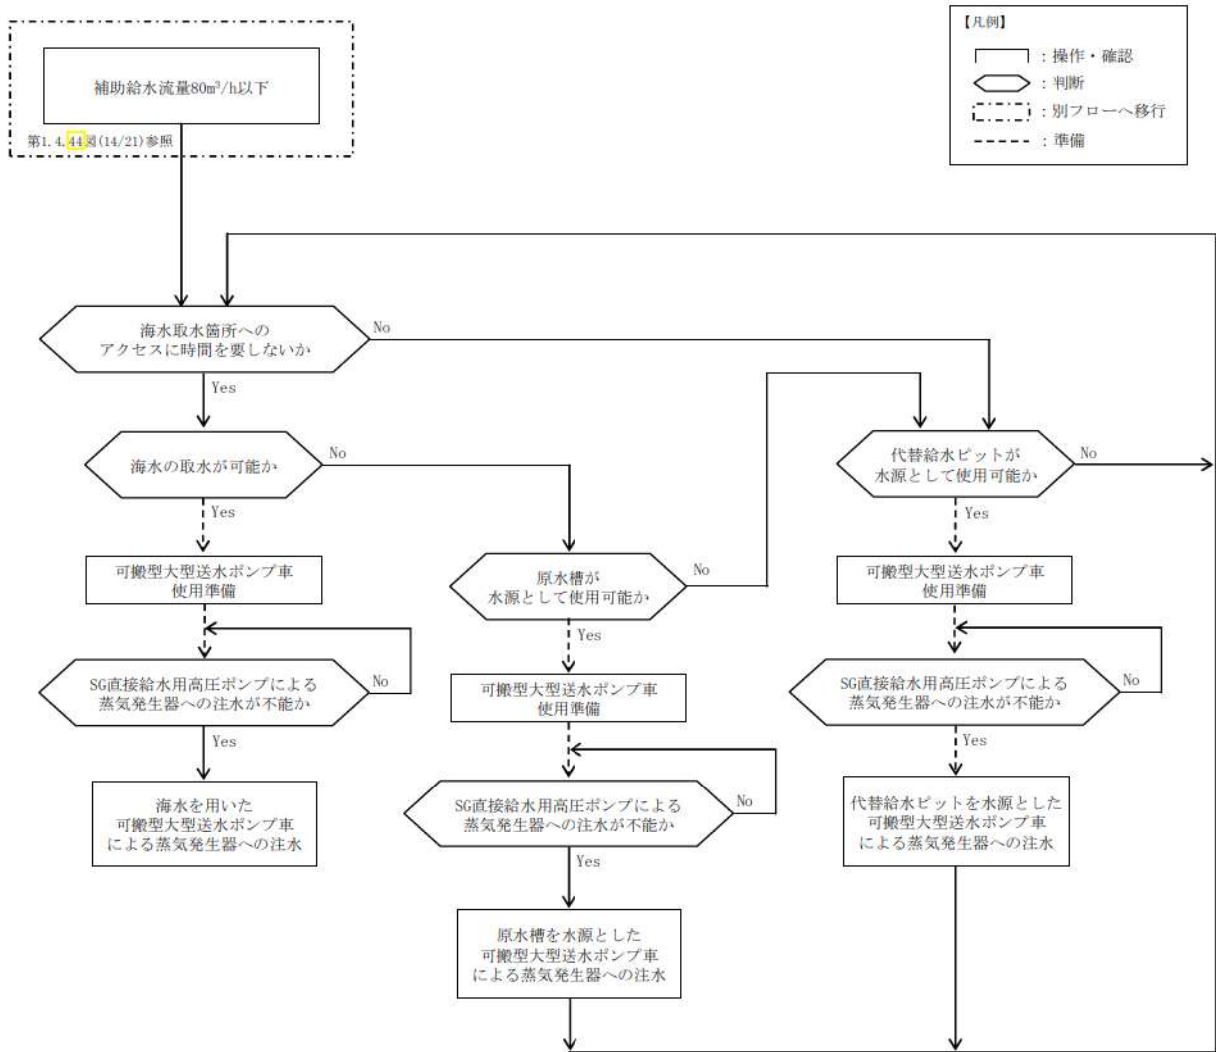 補助給水流量80m³/h以下
第1.4.44図(14/21)参照
【凡例】
：操作・確認
：判断
：別フローへ移行
：準備
海水取水箇所への
アクセスに時間を要しないか
No
Yes
海水の取水が可能か
No
Yes
代替給水ピットが
水源として使用可能か
No
Yes
可搬型大型送水ポンプ車
使用準備
原水槽が
水源として使用可能か
No
Yes
可搬型大型送水ポンプ車
使用準備
SG直接給水用高圧ポンプによる
蒸気発生器への注水が不能か
No
Yes
可搬型大型送水ポンプ車
使用準備
SG直接給水用高圧ポンプによる
蒸気発生器への注水が不能か
No
Yes
海水を用いた
可搬型大型送水ポンプ車
による蒸気発生器への注水
SG直接給水用高圧ポンプによる
蒸気発生器への注水が不能か
No
Yes
代替給水ピットを水源とした
可搬型大型送水ポンプ車
による蒸気発生器への注水
原水槽を水源とした
可搬型大型送水ポンプ車
による蒸気発生器への注水